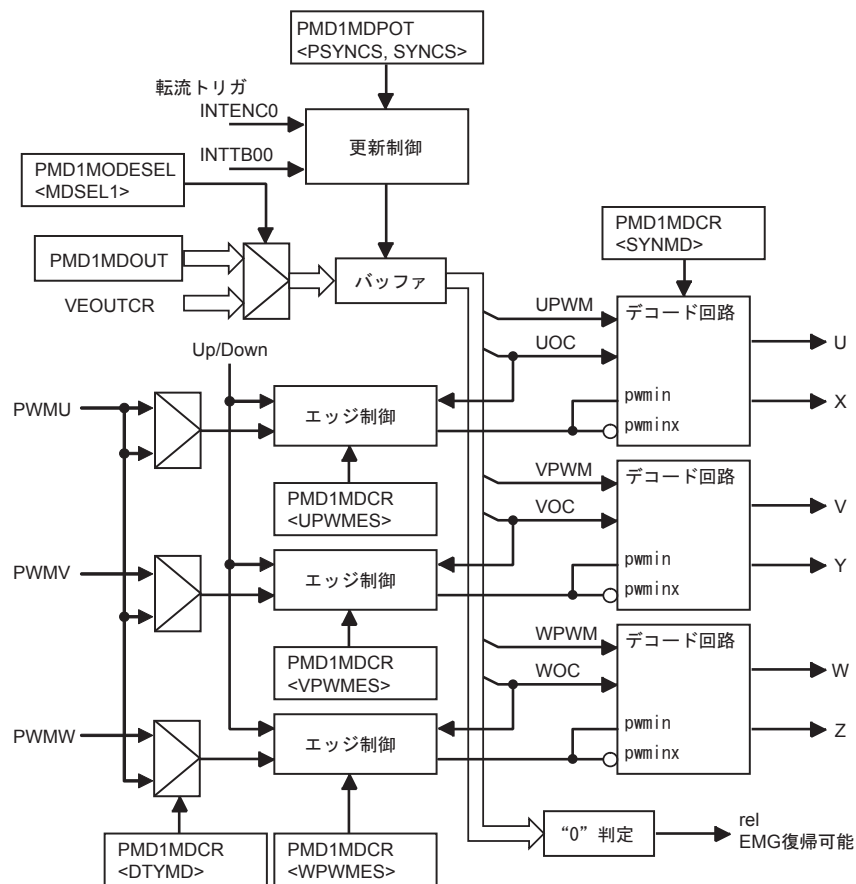 PMD1MDPOT
<PSYNCS, SYNCS>
転流トリガ
INTENC0
INTTB00
更新制御
PMD1MODESEL
<MDSEL1>
PMD1MDCR
<SYNMD>
PMD1MDOUT
VEOUTCR
バッファ
Up/Down
UPWM
UOC
デコード回路
pwmin
pwminx
U
X
PWMU
エッジ制御
PMD1MDCR
<UPWMES>
VPWM
VOC
デコード回路
pwmin
pwminx
V
Y
PWMV
エッジ制御
PMD1MDCR
<VPWMES>
WPWM
WOC
デコード回路
pwmin
pwminx
W
Z
PWMW
エッジ制御
PMD1MDCR
<DTYMD>
PMD1MDCR
<WPWMES>
“0”判定
rel
EMG復帰可能